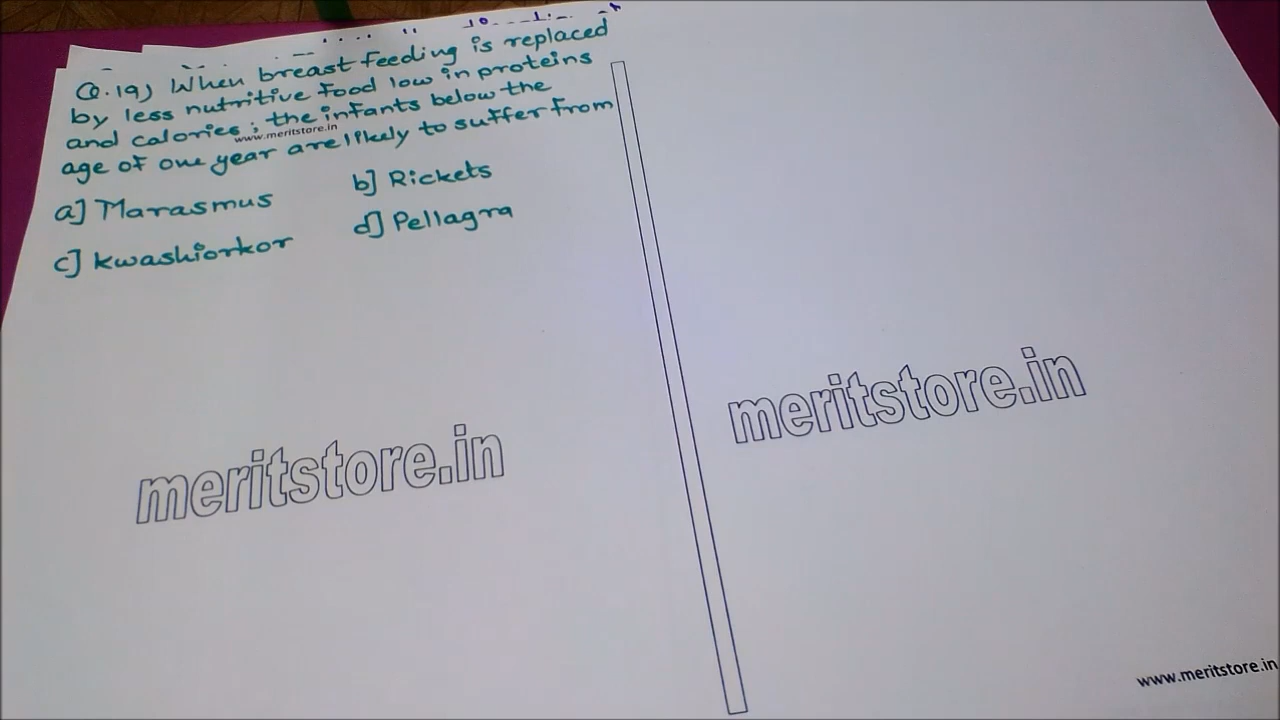 Q.19) When breast feeding is replaced
by less nutritive food low in proteins
and calories; the infants below the
www.meritstore.in
age of one year are likely to suffer from
a] Marasmus
b] Rickets
c] Kwashiorkor
d] Pellagra
meritstore.in
meritstore.in
www.meritstore.in